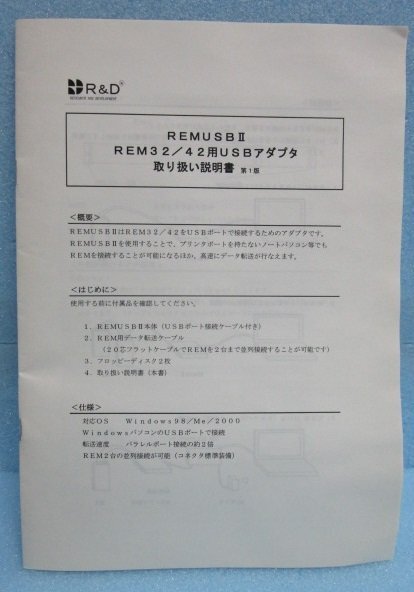 R&D®
RESEARCH AND DEVELOPMENT
REMUSBⅡ
REM32/42用USBアダプタ
取り扱い説明書 第1版
<概要>
REMUSBⅡはREM32/42をUSBポートで接続するためのアダプタです。
REMUSBⅡを使用することで、プリンタポートを持たないノートパソコン等でも
REMを接続することが可能になるほか、高速にデータ転送が行なえます。
<はじめに>
使用する前に付属品を確認してください。
1．REMUSBⅡ本体（USBポート接続ケーブル付き）
2．REM用データ転送ケーブル
（20芯フラットケーブルでREMを2台まで並列接続することが可能です）
3．フロッピーディスク2枚
4．取り扱い説明書（本書）
<仕様>
対応OS Windows98/Me/2000
WindowsパソコンのUSBポートで接続
転送速度 パラレルポート接続の約2倍
REM2台の並列接続が可能（コネクタ標準装備）